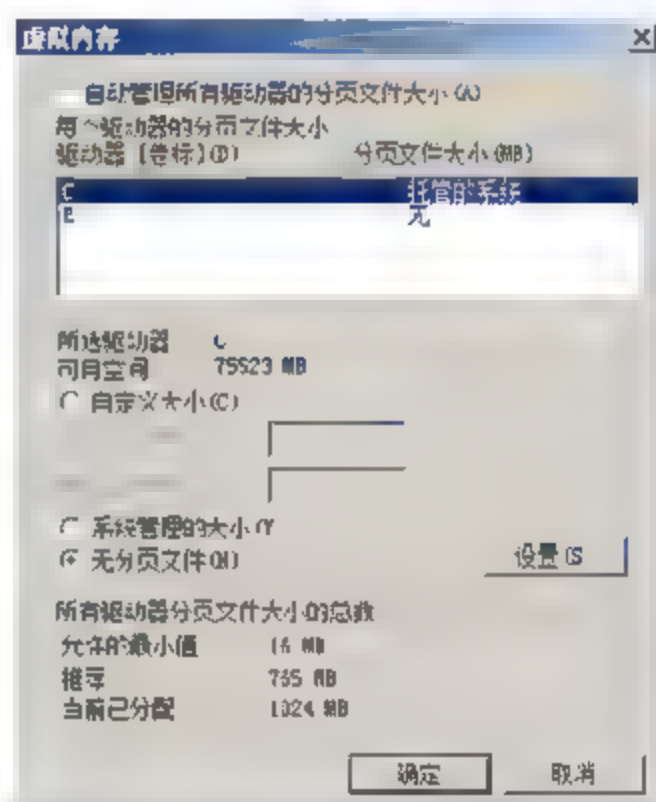 虚拟内存
自动管理所有驱动器的分页文件大小(A)
每个驱动器的分页文件大小
驱动器 [卷标](D) 分页文件大小(MB)
C 托管的系统
无
所选驱动器 C
可用空间 75523 MB
自定义大小(C)
系统管理的大小(Y
无分页文件(N)
设置(S
所有驱动器分页文件大小的总数
允许的最小值 16 MB
推荐 765 MB
当前已分配 1024 MB
确定 取消